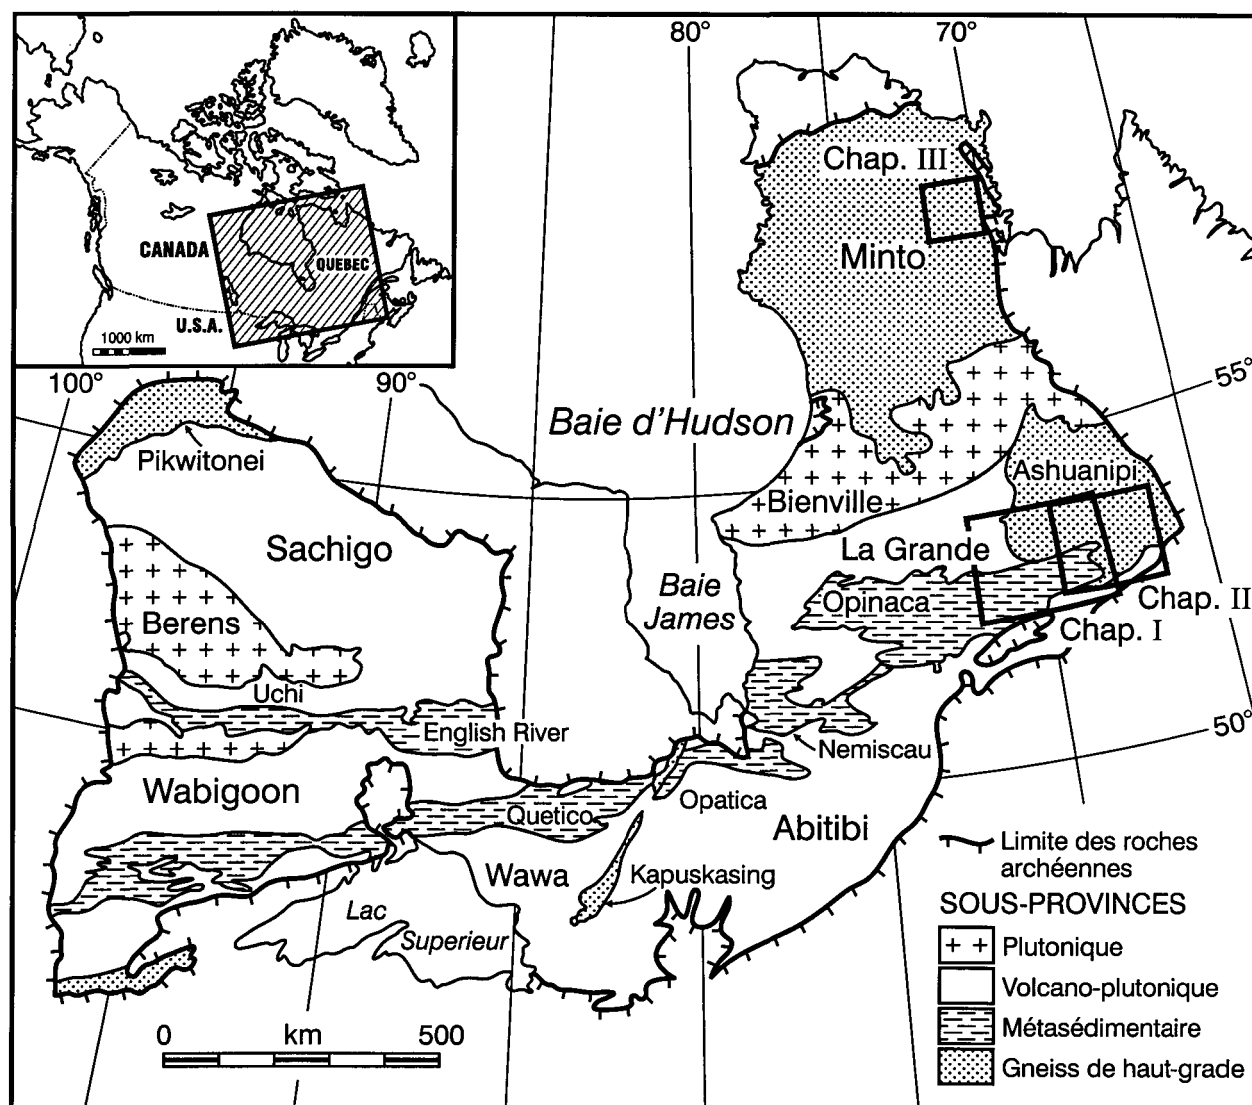 80°
70°
CANADA
QUEBEC
U.S.A.
1000 km
Chap. III
Minto
100°
90°
55°
Pikwitonei
Baie d'Hudson
Ashuanipi
Bienville
Sachigo
La Grande
Baie
James
Opinaca
Chap. II
Chap. I
Berens
Uchi
English River
Nemiscau
50°
Wabigoon
Quetico
Opatica
Abitibi
Wawa
Kapuskasing
Lac
Superieur
Limite des roches
archéennes
SOUS-PROVINCES
Plutonique
Volcano-plutonique
Métasédimentaire
Gneiss de haut-grade
0 km 500